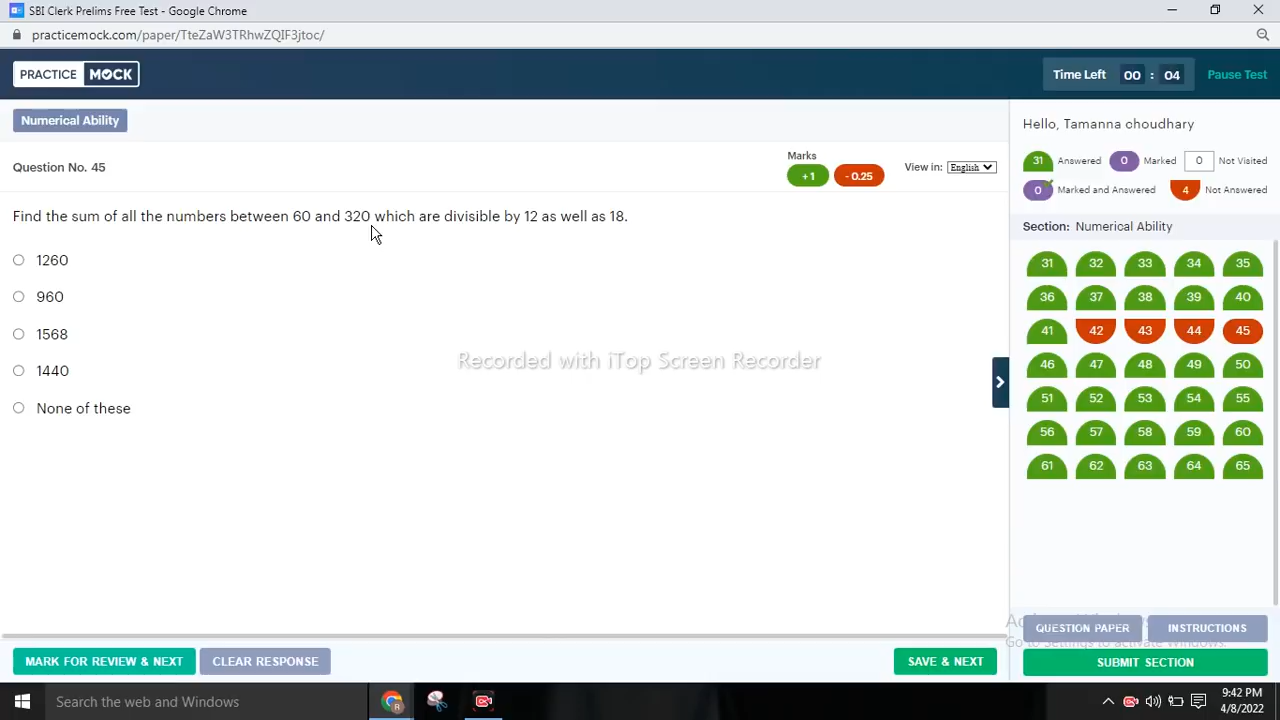 SBI Clerk Prelims Free Test - Google Chrome
practicemock.com/paper/TteZaW3TRhwZQIF3jtoc/
PRACTICE MOCK
Time Left 00 : 04 Pause Test
Numerical Ability
Hello, Tamanna choudhary
Question No. 45
Marks
+1 - 0.25
View in: English
31 Answered 0 Marked 0 Not Visited
0 Marked and Answered 4 Not Answered
Find the sum of all the numbers between 60 and 320 which are divisible by 12 as well as 18.
1260
960
1568
1440
None of these
Section: Numerical Ability
31 32 33 34 35
36 37 38 39 40
41 42 43 44 45
46 47 48 49 50
51 52 53 54 55
56 57 58 59 60
61 62 63 64 65
Recorded with iTop Screen Recorder
QUESTION PAPER INSTRUCTIONS
Go to Settings to activate Windows.
MARK FOR REVIEW & NEXT CLEAR RESPONSE SAVE & NEXT SUBMIT SECTION
Search the web and Windows
9:42 PM
4/8/2022